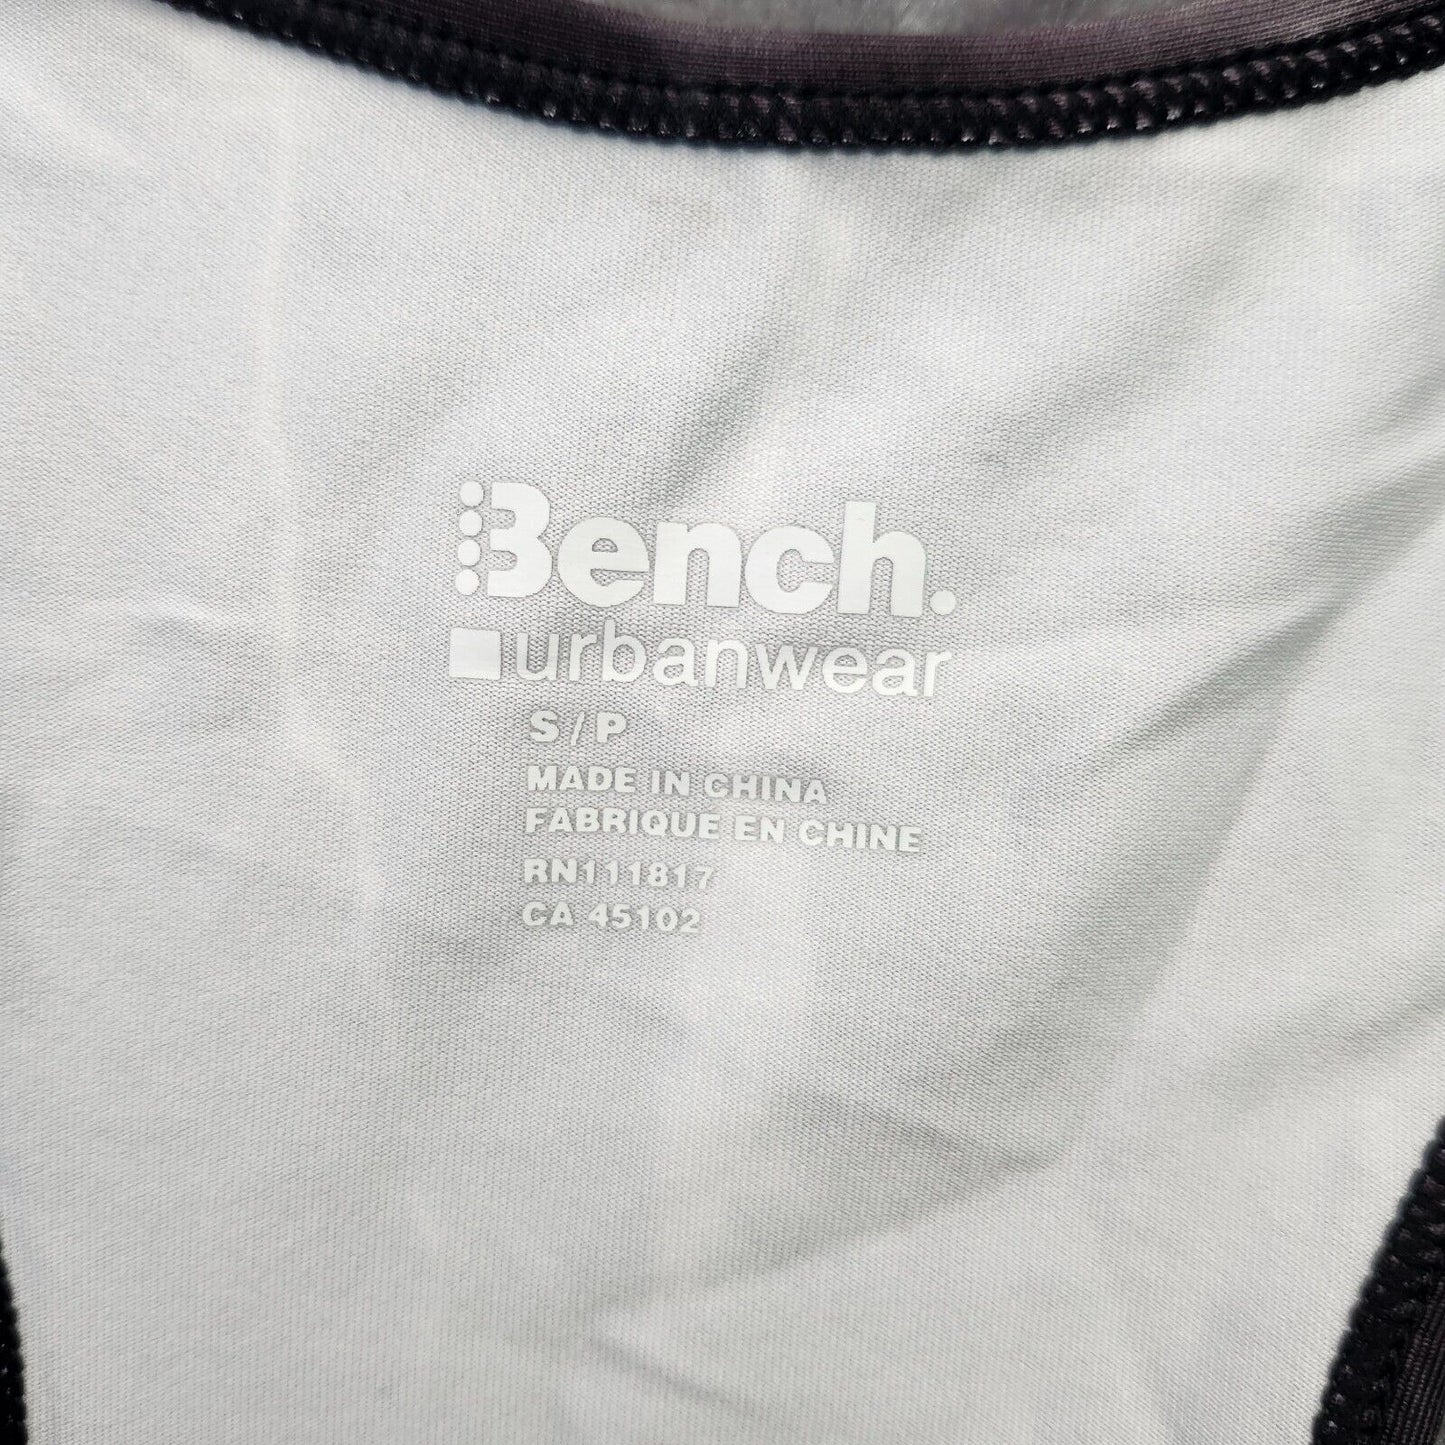 Bench.
urbanwear
S/P
MADE IN CHINA
FABRIQUE EN CHINE
RN111817
CA 45102